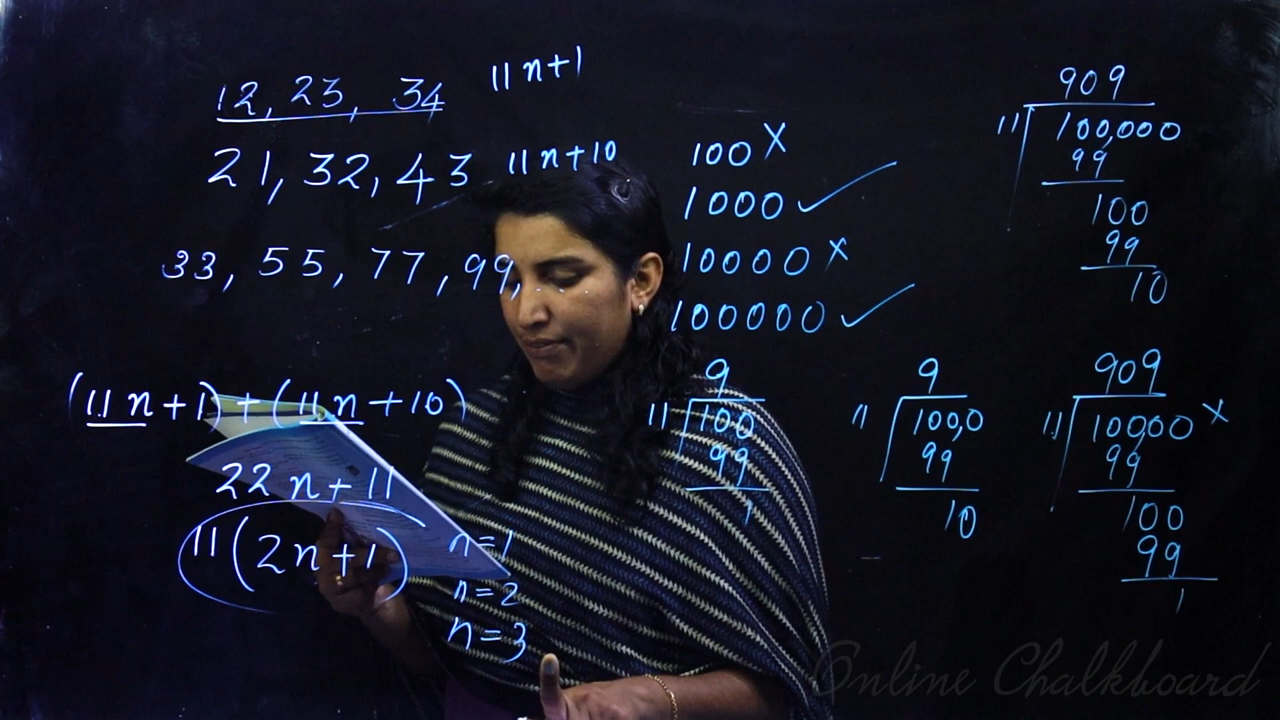 12, 23, 34 11n+1
21, 32, 43 11n+10
33, 55, 77, 99,
(11n+1) + (11n+10)
22n+11
11(2n+1)
n=1
n=2
n=3
100 X
1000 ✓
10000 x
100000 ✓
9
11 100
99
1
9
11 100,0
99
10
909
11 100,000
99
100
99
10
909
11 100,00 x
99
100
99
1
Online Chalkboard